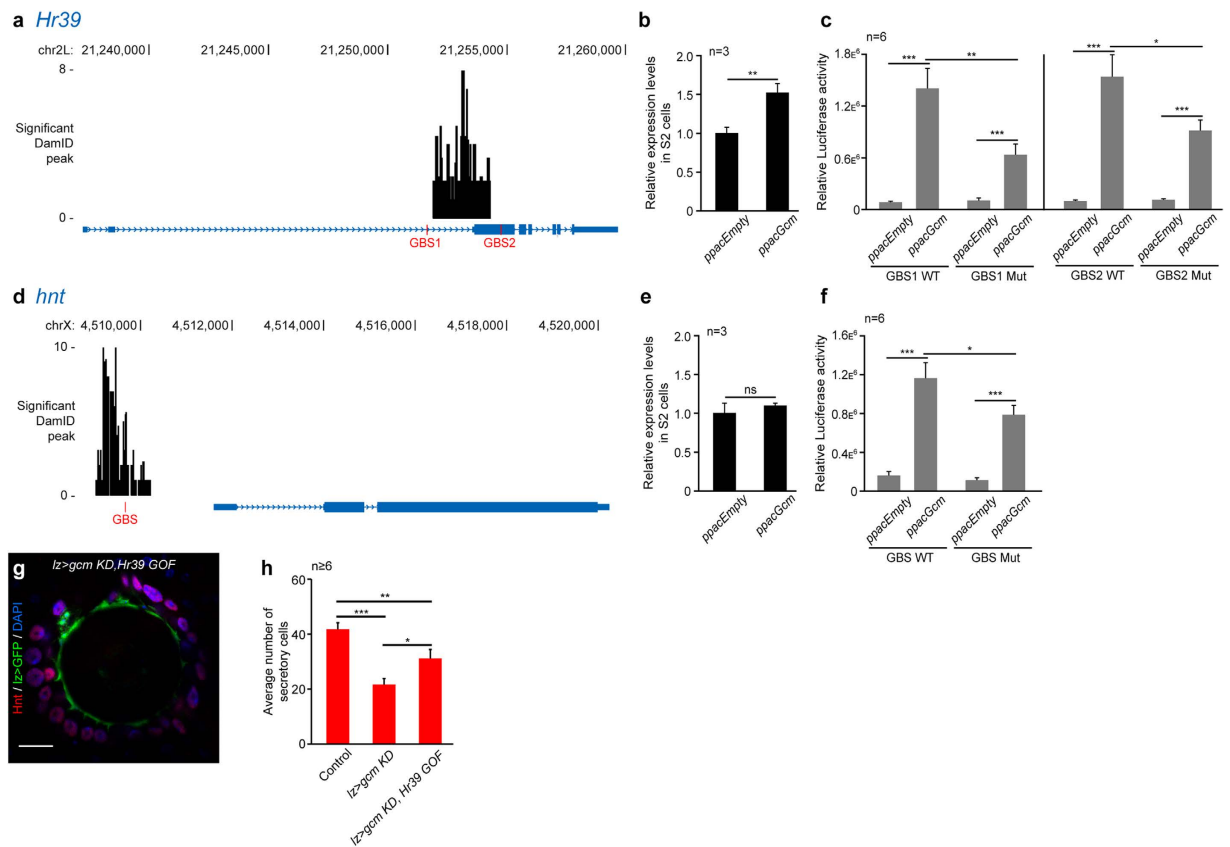 a Hr39
chr2L: 21,240,000 21,245,000 21,250,000 21,255,000 21,260,000
8 -
Significant
DamID
peak
0 -
GBS1 GBS2
b
n=3
**
Relative expression levels
in S2 cells
2.0
1.5
1.0
0.5
0
ppacEmpty ppacGcm
c
n=6
Relative Luciferase activity
1.8E⁶
1.2E⁶
0.6E⁶
0
*** ** *** *** * ***
ppacEmpty ppacGcm ppacEmpty ppacGcm ppacEmpty ppacGcm ppacEmpty ppacGcm
GBS1 WT GBS1 Mut GBS2 WT GBS2 Mut
d hnt
chrX: 4,510,000 4,512,000 4,514,000 4,516,000 4,518,000 4,520,000
10 -
Significant
DamID
peak
0 -
GBS
e
n=3
ns
Relative expression levels
in S2 cells
2.0
1.5
1.0
0.5
0
ppacEmpty ppacGcm
f
n=6
Relative Luciferase activity
1.6E⁶
1.2E⁶
0.8E⁶
0.4E⁶
0
*** * ***
ppacEmpty ppacGcm ppacEmpty ppacGcm
GBS WT GBS Mut
g
lz>gcm KD,Hr39 GOF
Hnt / lz>GFP / DAPI
h
n≥6
Average number of
secretory cells
60
40
20
0
**
***
*
Control lz>gcm KD lz>gcm KD, Hr39 GOF